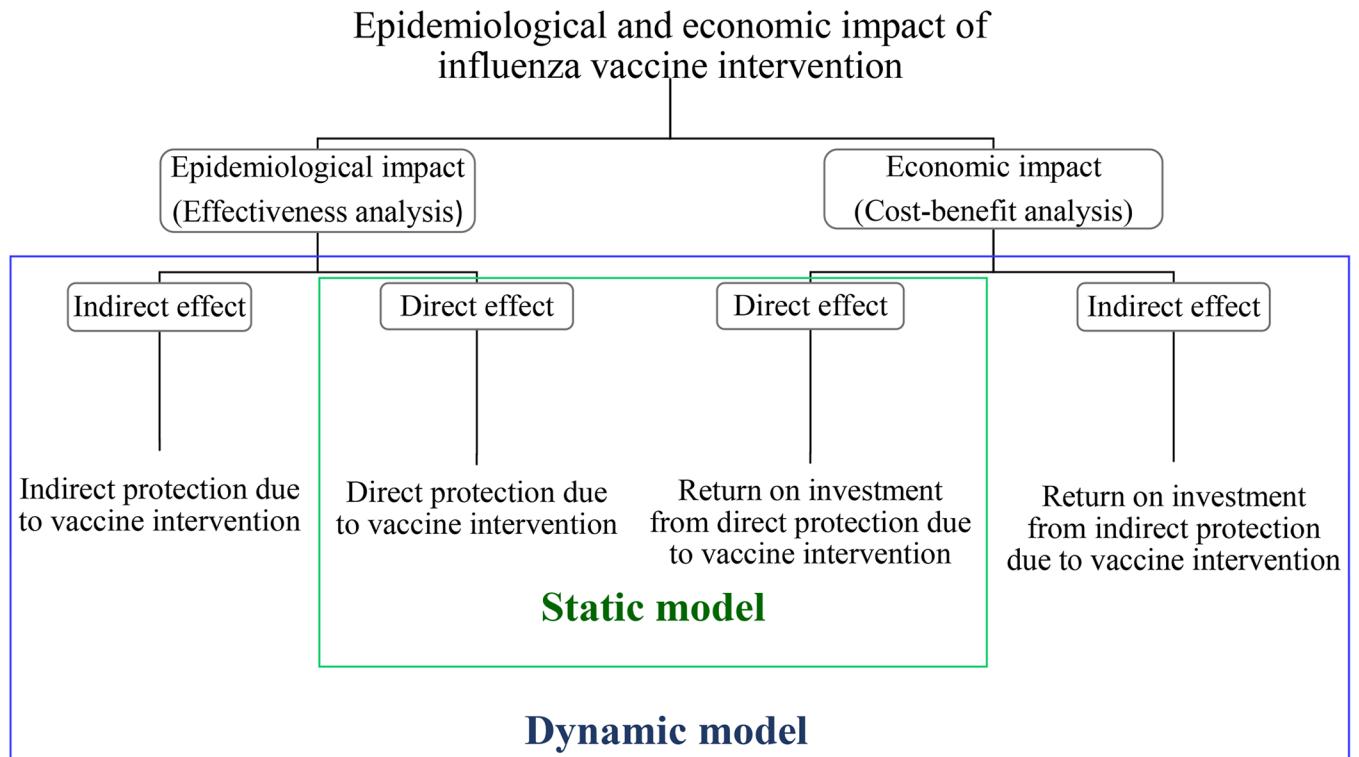 Epidemiological and economic impact of
influenza vaccine intervention
Epidemiological impact
(Effectiveness analysis)
Economic impact
(Cost-benefit analysis)
Indirect effect
Direct effect
Direct effect
Indirect effect
Indirect protection due
to vaccine intervention
Direct protection due
to vaccine intervention
Return on investment
from direct protection due
to vaccine intervention
Return on investment
from indirect protection
due to vaccine intervention
Static model
Dynamic model